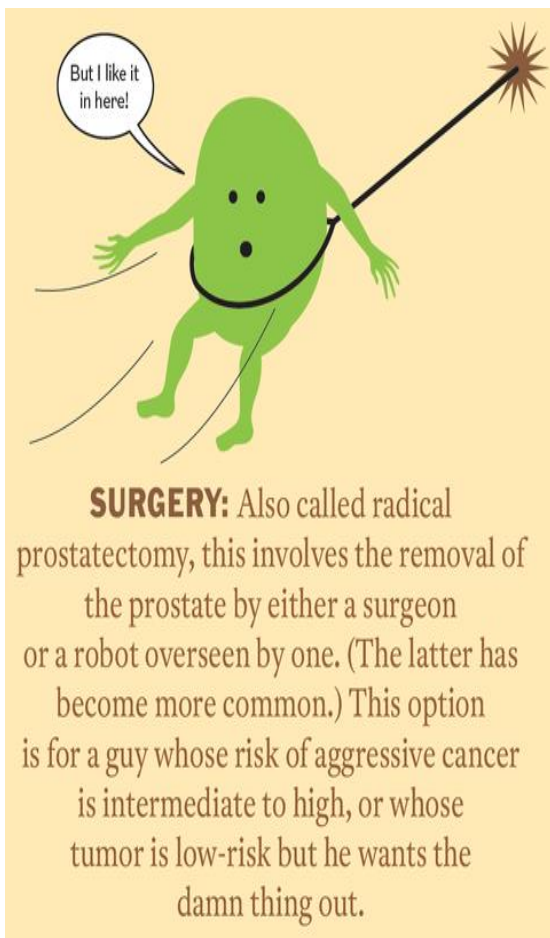 But I like it
in here!
SURGERY: Also called radical
prostatectomy, this involves the removal of
the prostate by either a surgeon
or a robot overseen by one. (The latter has
become more common.) This option
is for a guy whose risk of aggressive cancer
is intermediate to high, or whose
tumor is low-risk but he wants the
damn thing out.